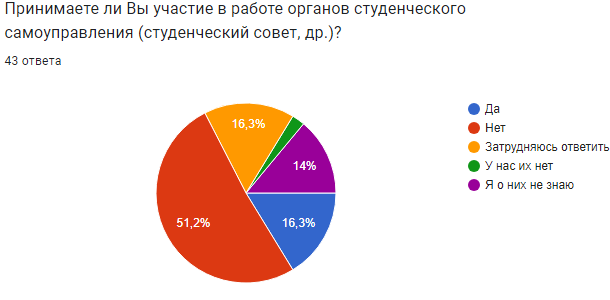 Принимаете ли Вы участие в работе органов студенческого
самоуправления (студенческий совет, др.)?
43 ответа
Да
Нет
Затрудняюсь ответить
У нас их нет
Я о них не знаю
16,3%
14%
51,2%
16,3%